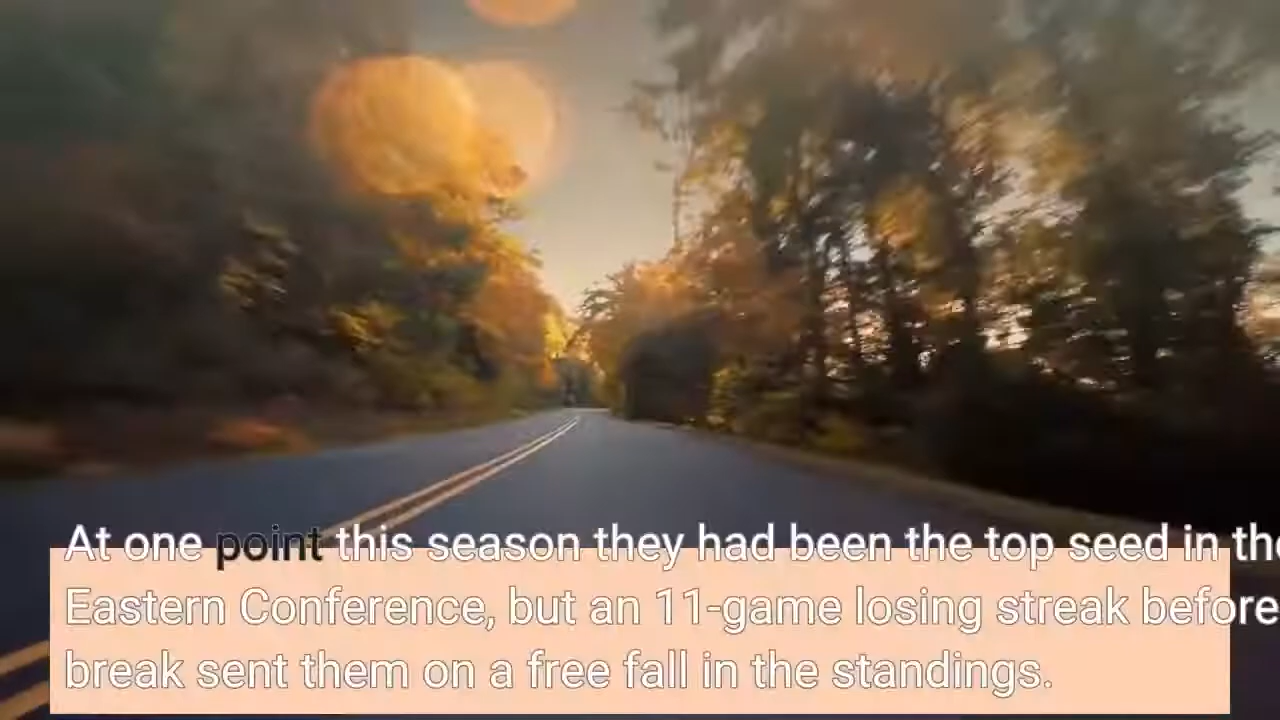 At one point this season they had been the top seed in the
Eastern Conference, but an 11-game losing streak before
break sent them on a free fall in the standings.